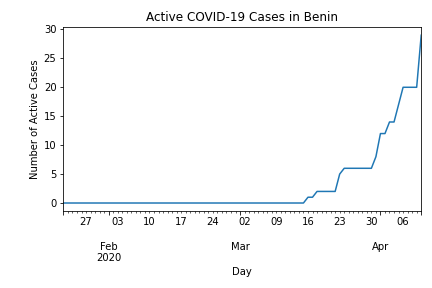 Active COVID-19 Cases in Benin
30
25
20
15
10
5
0
Number of Active Cases
27 03 10 17 24 02 09 16 23 30 06
Feb Mar Apr
2020
Day